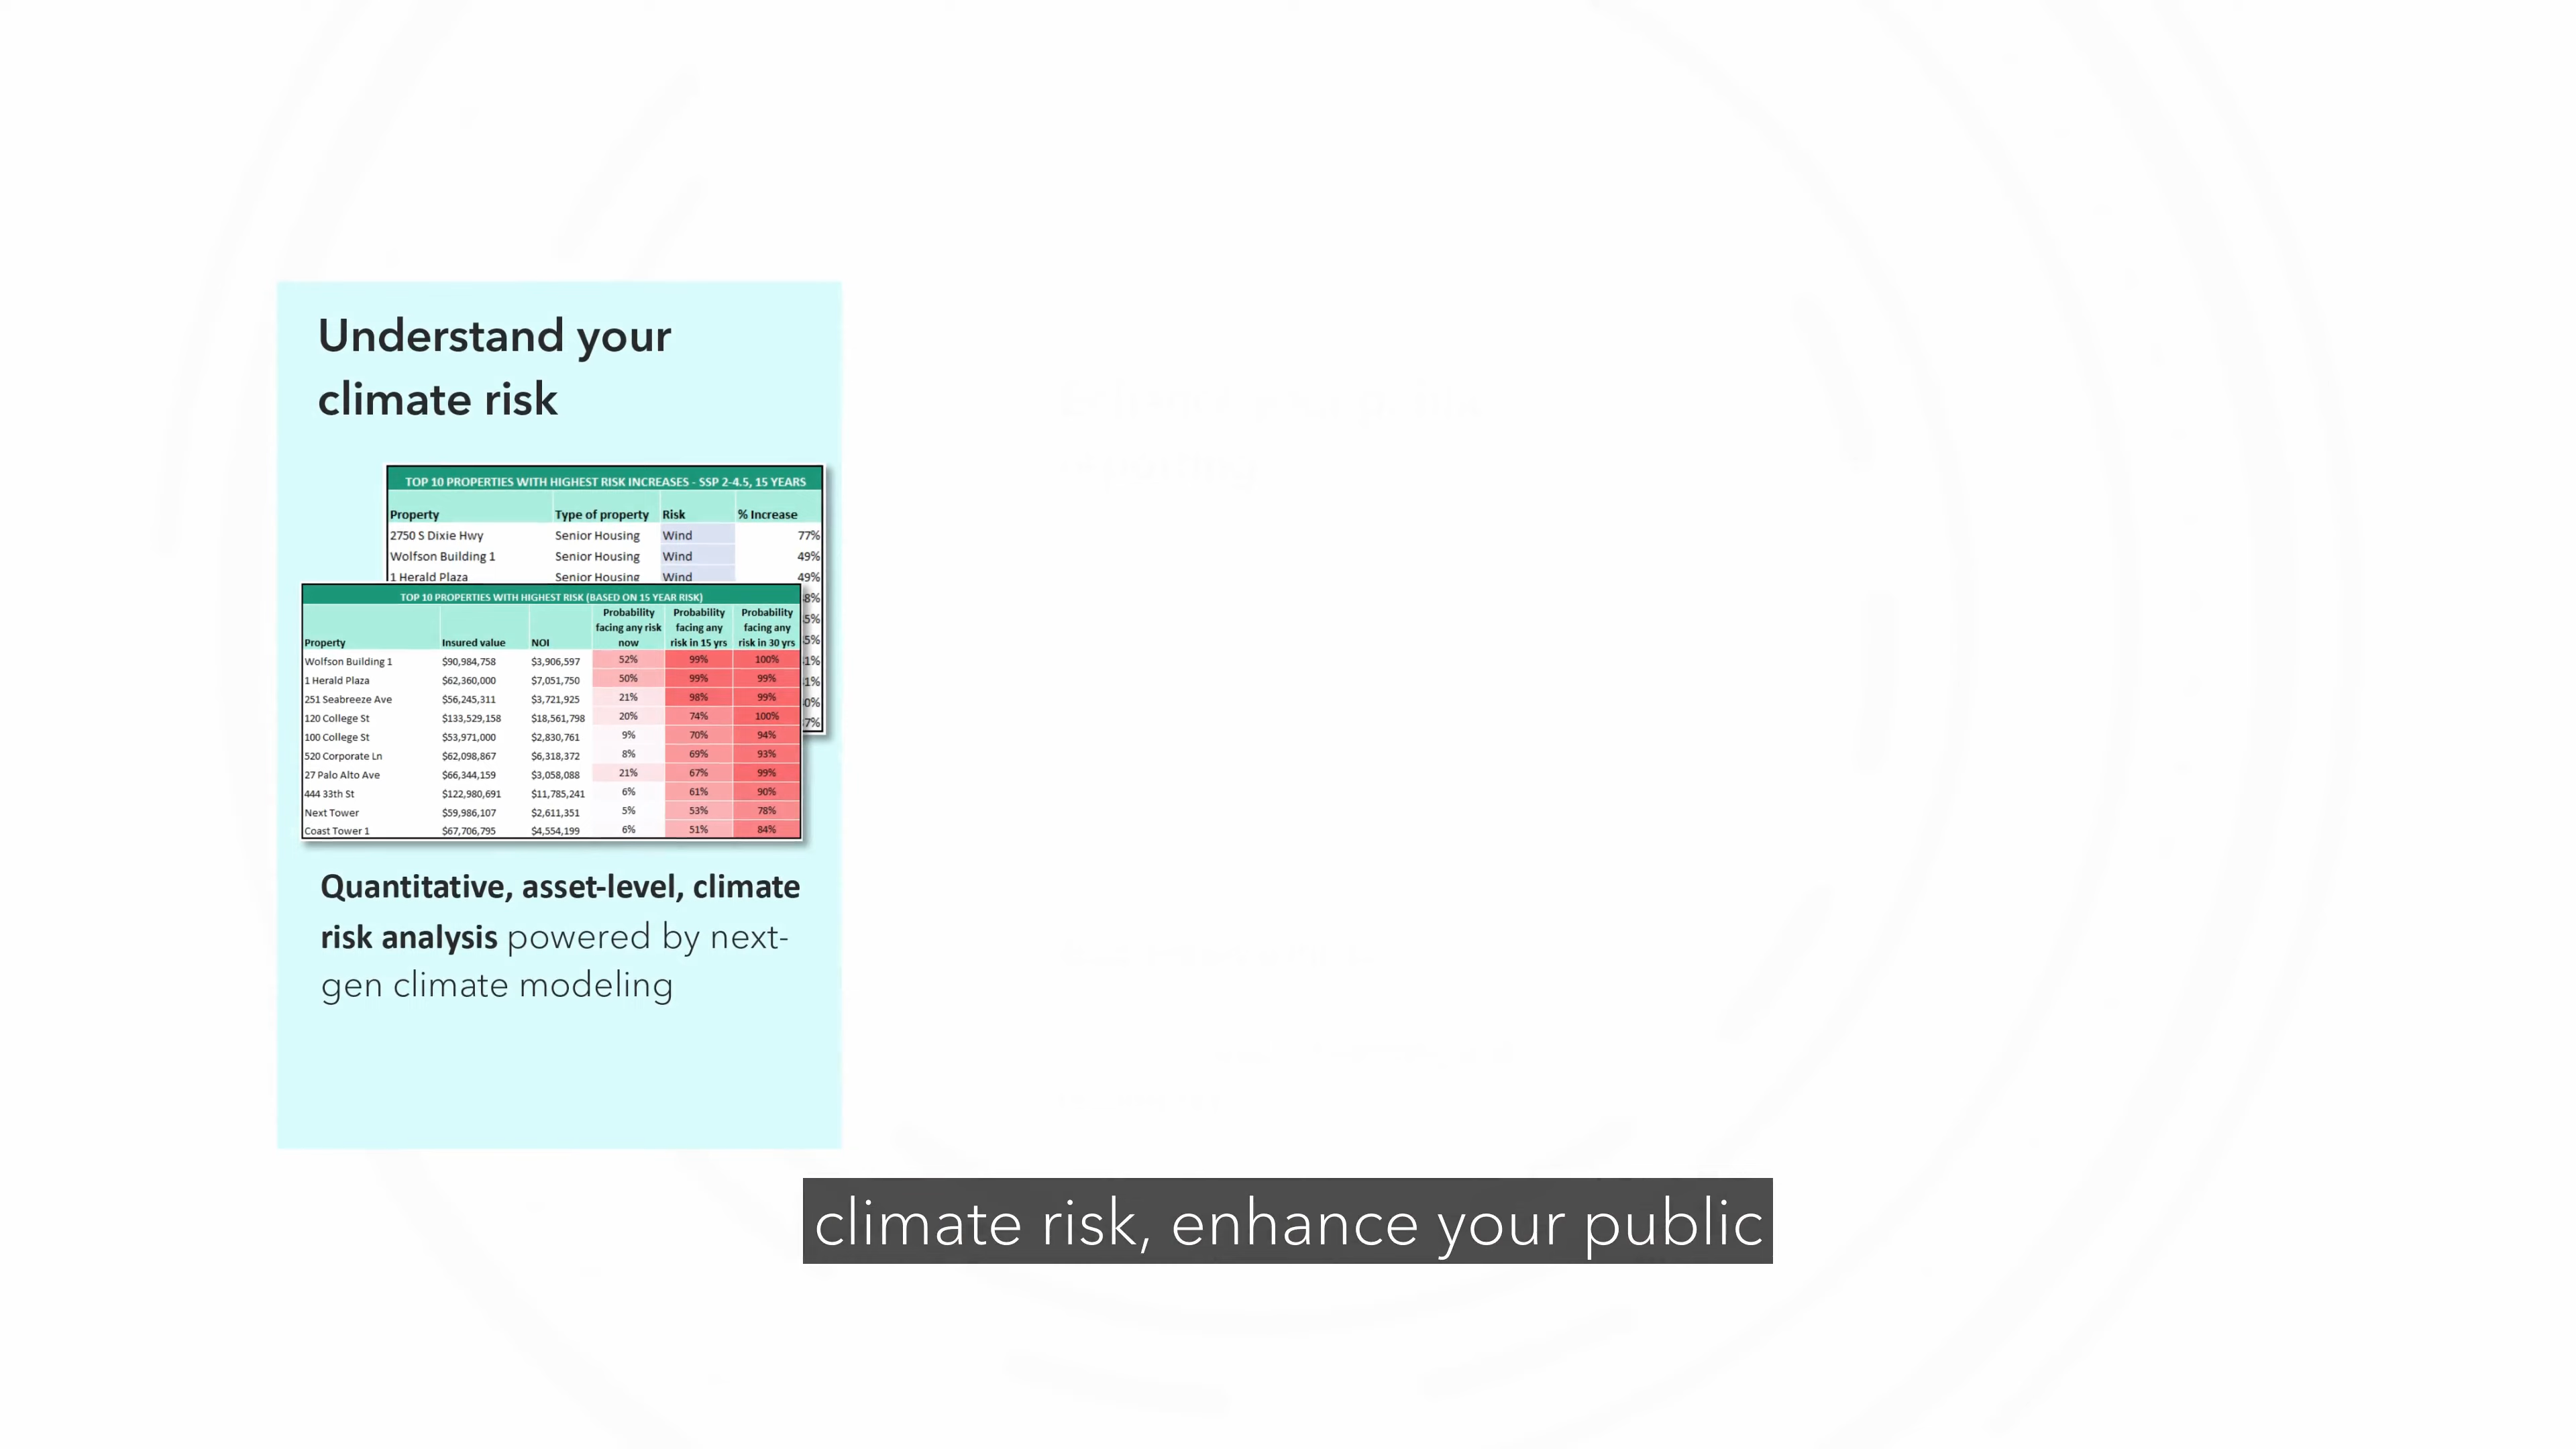 Understand your
climate risk
TOP 10 PROPERTIES WITH HIGHEST RISK INCREASES - SSP 2-4.5, 15 YEARS
Property Type of property Risk % Increase
2750 S Dixie Hwy Senior Housing Wind 77%
Wolfson Building 1 Senior Housing Wind 49%
1 Herald Plaza Senior Housing Wind 49%
TOP 10 PROPERTIES WITH HIGHEST RISK (BASED ON 15 YEAR RISK)
Property Insured value NOI Probability facing any risk now Probability facing any risk in 15 yrs Probability facing any risk in 30 yrs
Wolfson Building 1 $90,984,758 $3,906,597 52% 99% 100%
1 Herald Plaza $62,360,000 $7,051,750 50% 99% 99%
251 Seabreeze Ave $56,245,311 $3,721,925 21% 98% 99%
120 College St $133,529,158 $18,561,798 20% 74% 100%
100 College St $53,971,000 $2,830,761 9% 70% 94%
520 Corporate Ln $62,098,867 $6,318,372 8% 69% 93%
27 Palo Alto Ave $66,344,159 $3,058,088 21% 67% 99%
444 33th St $122,980,691 $11,785,241 6% 61% 90%
Next Tower $59,986,107 $2,611,351 5% 53% 78%
Coast Tower 1 $67,706,795 $4,554,199 6% 51% 84%
Quantitative, asset-level, climate
risk analysis powered by next-
gen climate modeling
climate risk, enhance your public